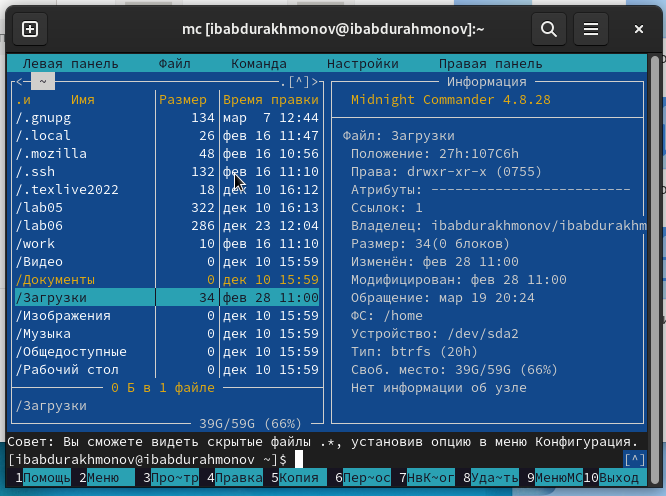 mc [ibabdurakhmonov@ibabdurahmonov]:~
Левая панель Файл Команда Настройки Правая панель
<─ ~ .[^]>
.и Имя Размер Время правки
/.gnupg 134 мар 7 12:44
/.local 26 фев 16 11:47
/.mozilla 48 фев 16 10:56
/.ssh 132 фев 16 11:10
/.texlive2022 18 дек 10 16:12
/lab05 322 дек 10 16:13
/lab06 286 дек 23 12:04
/work 10 фев 16 11:10
/Видео 0 дек 10 15:59
/Документы 0 дек 10 15:59
/Загрузки 34 фев 28 11:00
/Изображения 0 дек 10 15:59
/Музыка 0 дек 10 15:59
/Общедоступные 0 дек 10 15:59
/Рабочий стол 0 дек 10 15:59
0 Б в 1 файле
/Загрузки
39G/59G (66%)
Информация
Midnight Commander 4.8.28
Файл: Загрузки
Положение: 27h:107C6h
Права: drwxr-xr-x (0755)
Атрибуты: -------------------------
Ссылок: 1
Владелец: ibabdurakhmonov/ibabdurakhm
Размер: 34(0 блоков)
Изменён: фев 28 11:00
Модифицирован: фев 28 11:00
Обращение: мар 19 20:24
ФС: /home
Устройство: /dev/sda2
Тип: btrfs (20h)
Своб. место: 39G/59G (66%)
Нет информации об узле
Совет: Вы сможете видеть скрытые файлы .*, установив опцию в меню Конфигурация.
[ibabdurakhmonov@ibabdurahmonov ~]$ [^]
1Помощь 2Меню 3Про~тр 4Правка 5Копия 6Пер~ос 7НвК~ог 8Уда~ть 9МенюМС 10Выход